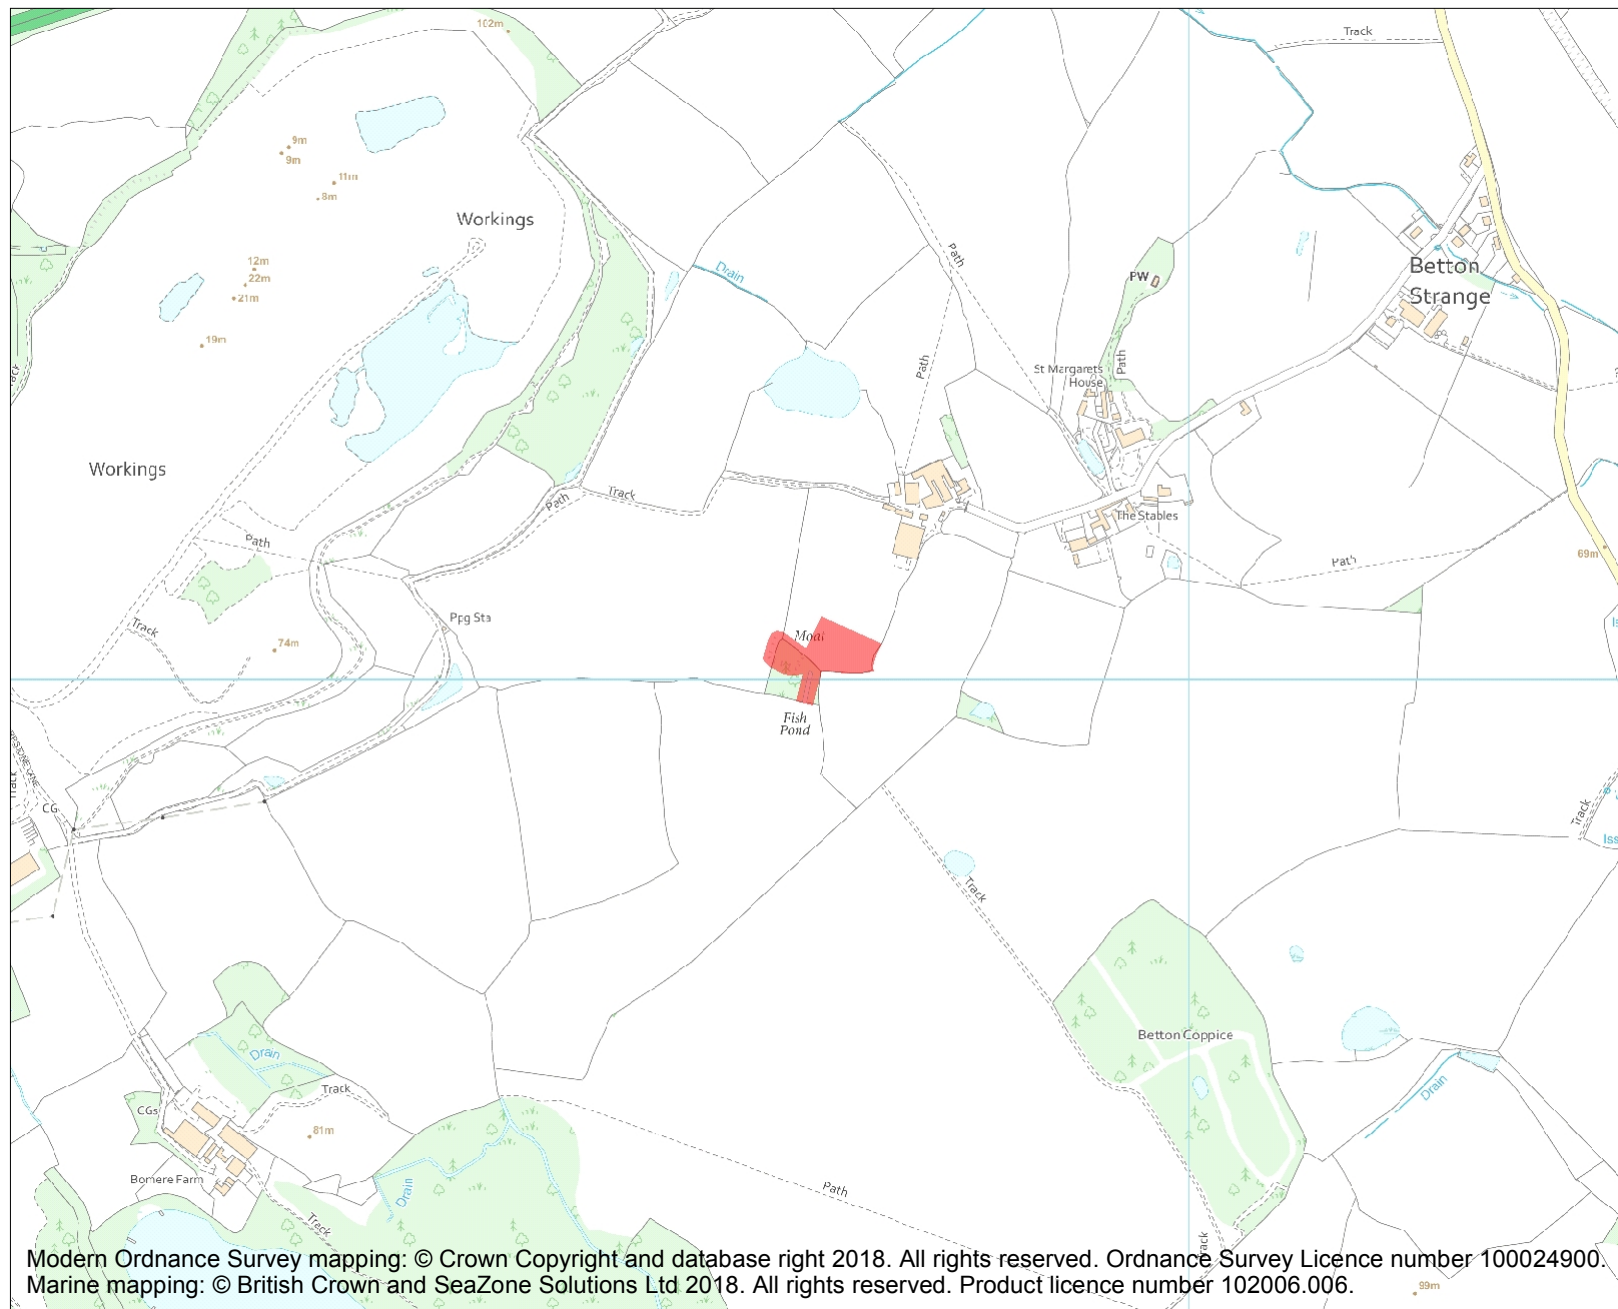 102m
Track
9m
9m
11m
8m
Workings
Path
Drain
12m
22m
21m
PW
Betton
Strange
19m
Path
Path
St Margarets
House
Workings
Track
Path
The Stables
Path
Path
69m
Ppg Sta
Track
Moat
74m
Fish
Pond
CG
Track
Track
Iss
Betton Coppice
Drain
Drain
Track
CGs
81m
Bomere Farm
Drain
Path
Track
Modern Ordnance Survey mapping: © Crown Copyright and database right 2018. All rights reserved. Ordnance Survey Licence number 100024900.
Marine mapping: © British Crown and SeaZone Solutions Ltd 2018. All rights reserved. Product licence number 102006.006.
99m